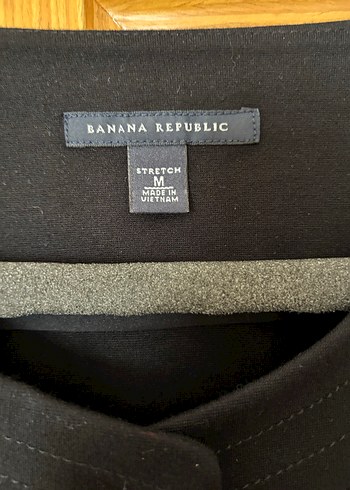 BANANA REPUBLIC
STRETCH
M
MADE IN
VIETNAM